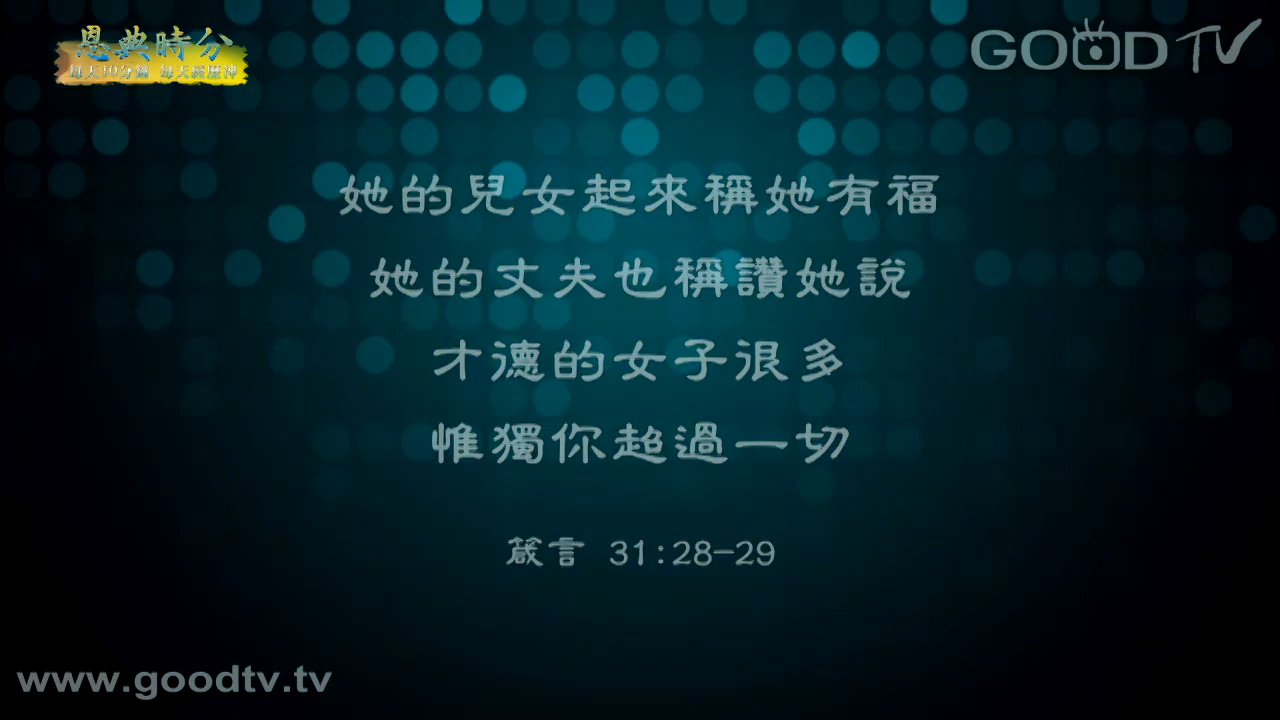 恩典時分
每天10分鐘 每天經歷神
GOOD TV
她的兒女起來稱她有福
她的丈夫也稱讚她說
才德的女子很多
惟獨你超過一切
箴言 31:28-29
www.goodtv.tv